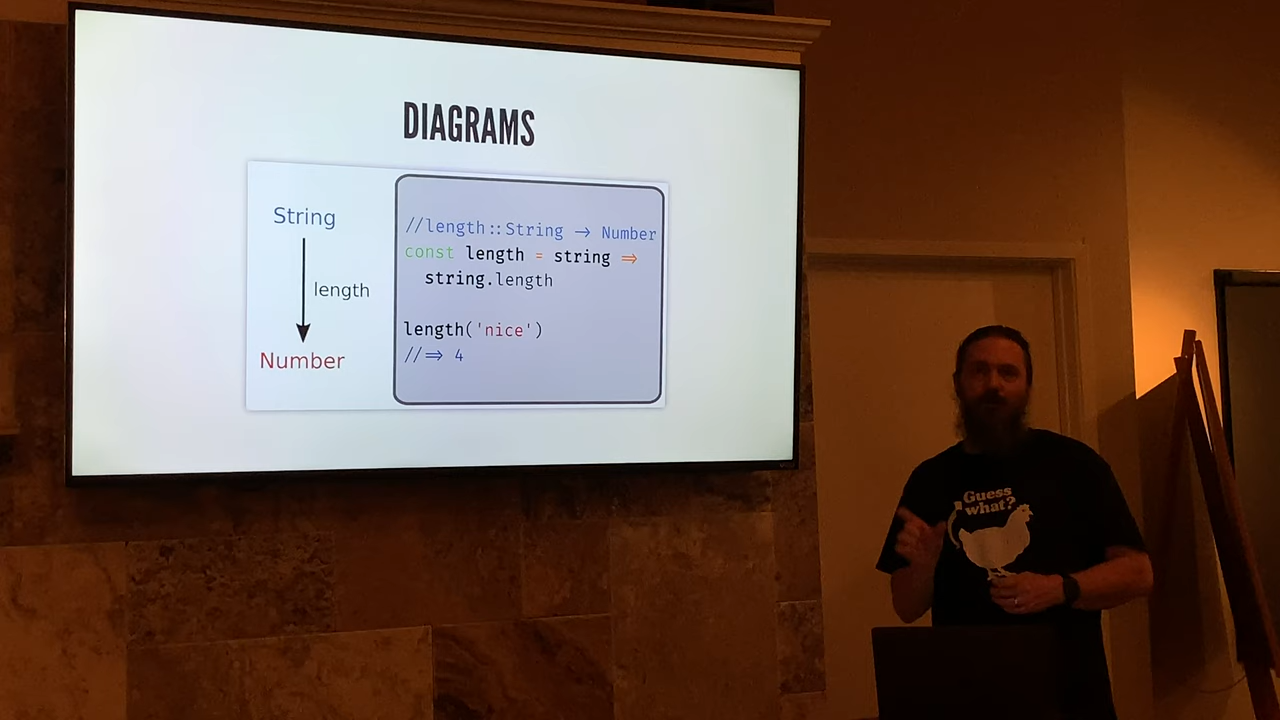 DIAGRAMS
String
length
Number
//length::String → Number
const length = string ⇒
string.length
length('nice')
//⇒ 4
Guess
what?